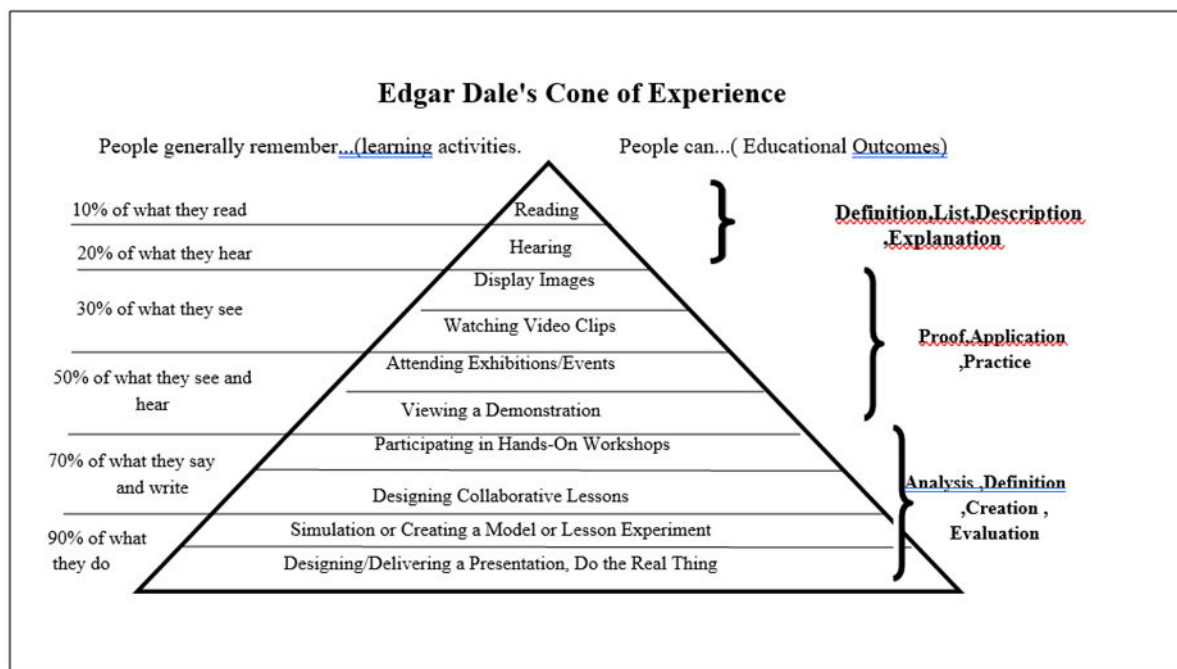 Edgar Dale's Cone of Experience
People generally remember...(learning activities.
People can...( Educational Outcomes)
10% of what they read
Reading
Definition,List,Description
,Explanation
20% of what they hear
Hearing
30% of what they see
Display Images
Watching Video Clips
Proof,Application
,Practice
50% of what they see and
hear
Attending Exhibitions/Events
Viewing a Demonstration
70% of what they say
and write
Participating in Hands-On Workshops
Designing Collaborative Lessons
Analysis ,Definition
,Creation ,
Evaluation
90% of what
they do
Simulation or Creating a Model or Lesson Experiment
Designing/Delivering a Presentation, Do the Real Thing